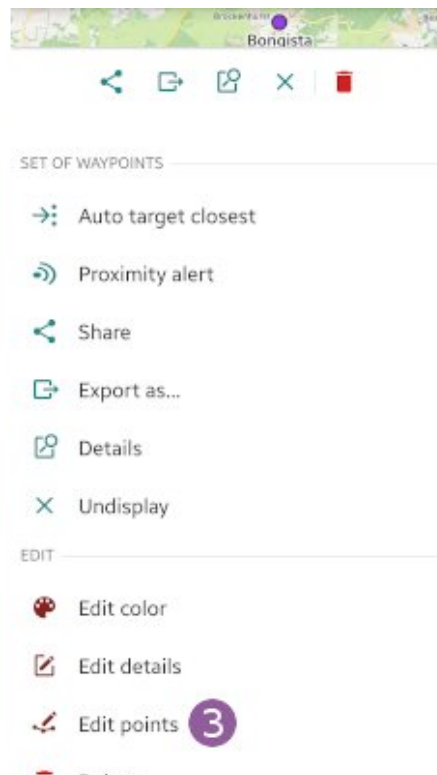 Bongista
SET OF WAYPOINTS
Auto target closest
Proximity alert
Share
Export as...
Details
Undisplay
EDIT
Edit color
Edit details
Edit points 3